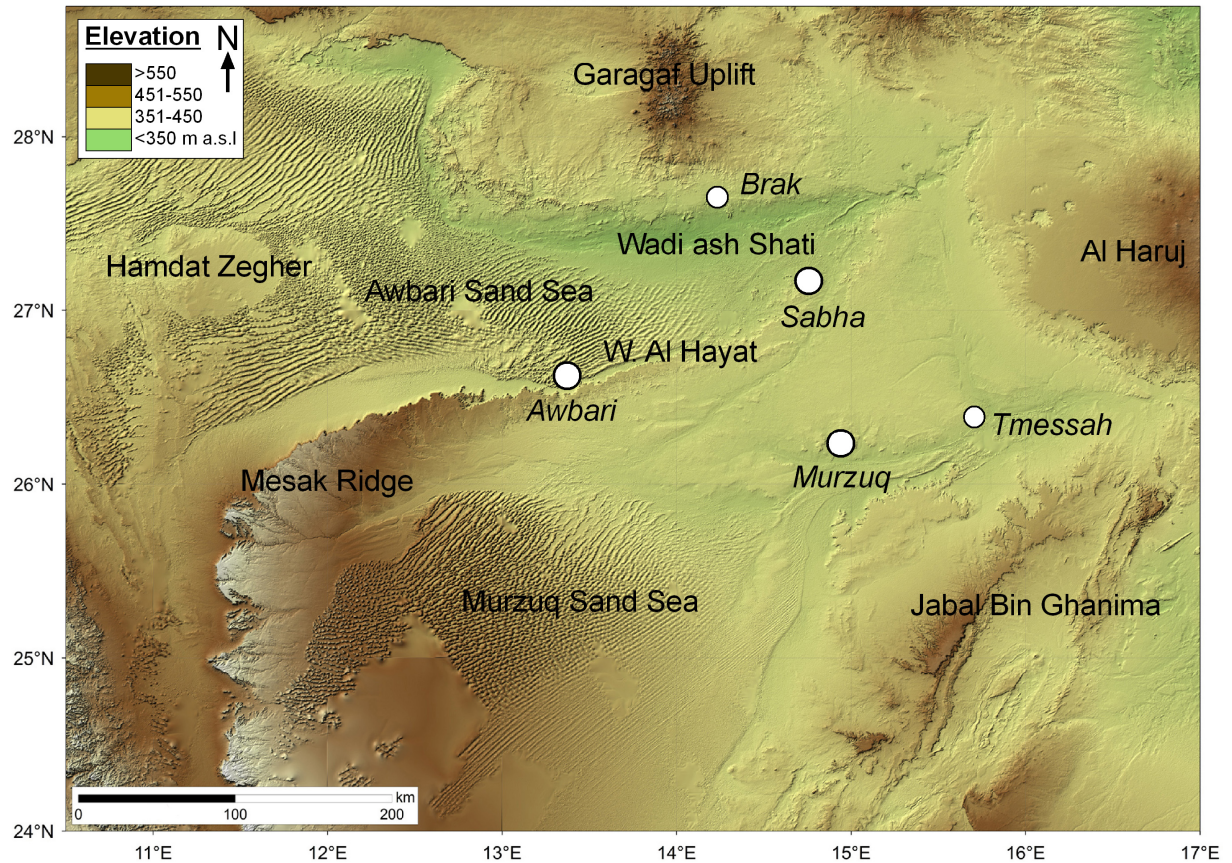 Elevation
N
>550
451-550
351-450
<350 m a.s.l
Garagaf Uplift
28°N
Brak
Wadi ash Shati
Al Haruj
Hamdat Zegher
Awbari Sand Sea
27°N
Sabha
W. Al Hayat
Awbari
Tmessah
Murzuq
Mesak Ridge
26°N
Murzuq Sand Sea
Jabal Bin Ghanima
25°N
km
0 100 200
24°N
11°E 12°E 13°E 14°E 15°E 16°E 17°E